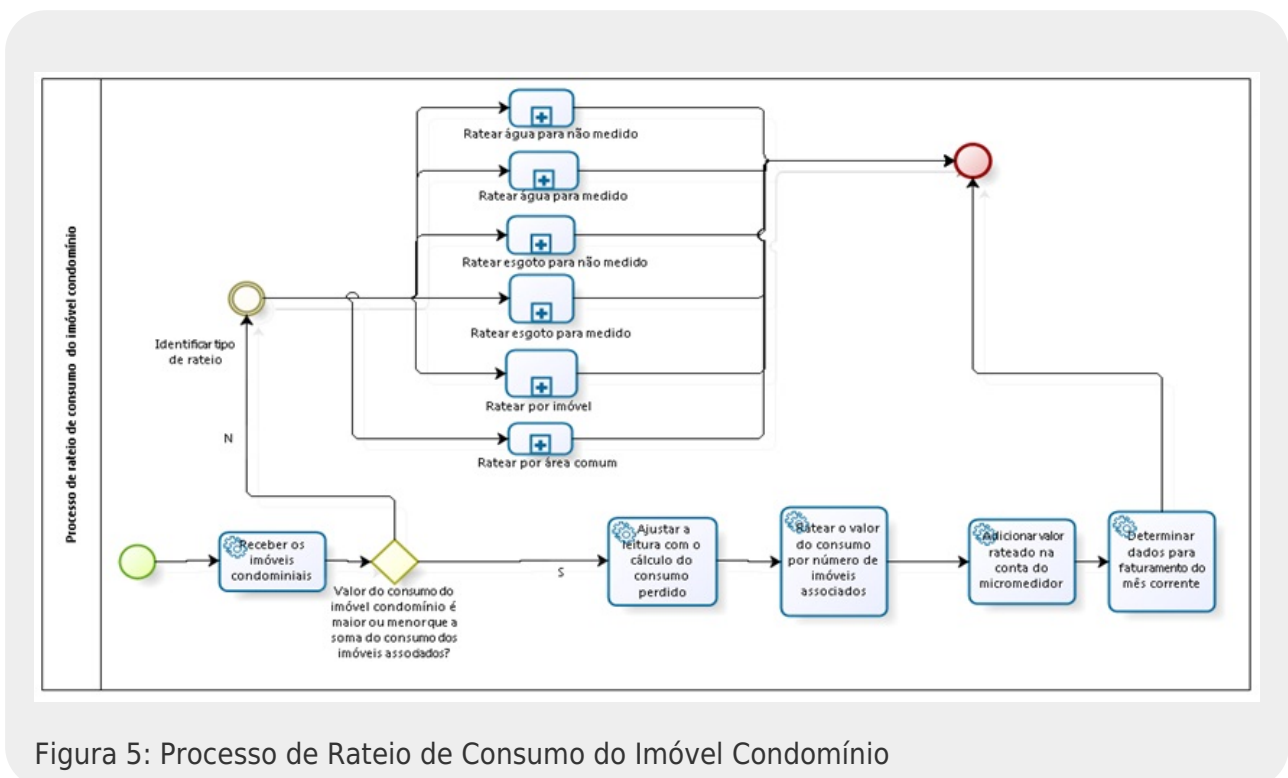 Processo de rateio de consumo do imóvel condomínio
Ratear água para não medido
Ratear água para medido
Ratear esgoto para não medido
Ratear esgoto para medido
Ratear por imóvel
Ratear por área comum
Identificar tipo
de rateio
N
Receber os
imóveis
condominiais
Valor do consumo do
imóvel condomínio é
maior ou menor que a
soma do consumo dos
imóveis associados?
S
Ajustar a
leitura com o
cálculo do
consumo
perdido
Ratear o valor
do consumo
por número de
imóveis
associados
Adicionar valor
rateado na
conta do
micromedidor
Determinar
dados para
faturamento do
mês corrente
Figura 5: Processo de Rateio de Consumo do Imóvel Condomínio